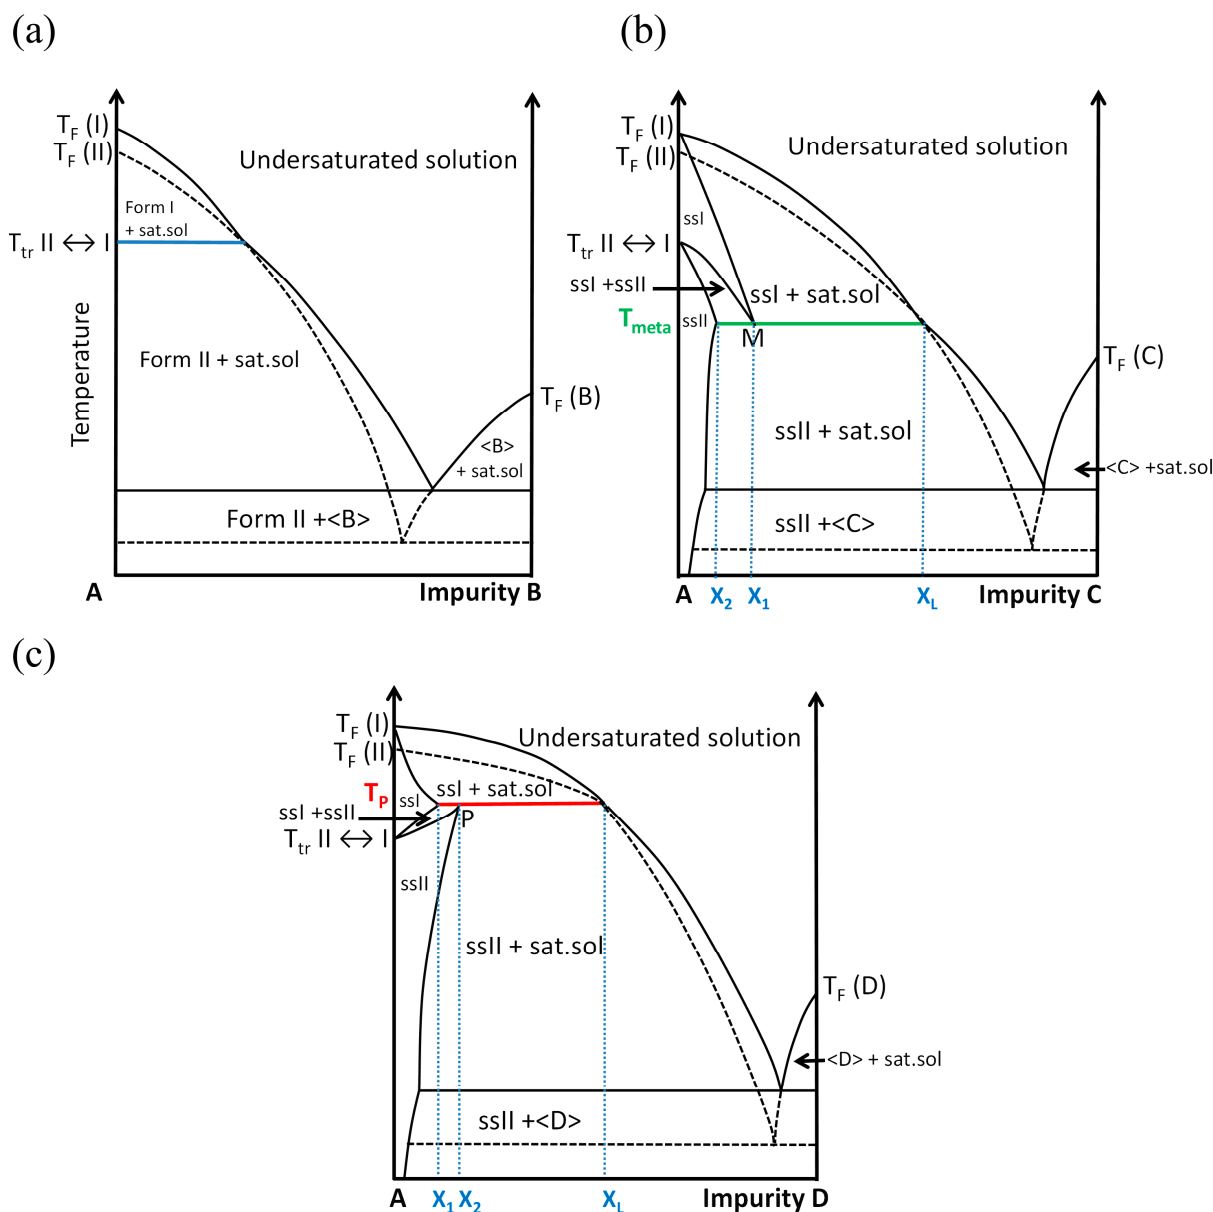 (a)
T_F (I)
T_F (II)
Undersaturated solution
Form I
+ sat.sol
T_tr II ↔ I
Temperature
Form II + sat.sol
T_F (B)
<B>
+ sat.sol
Form II +<B>
A
Impurity B
(b)
T_F (I)
T_F (II)
Undersaturated solution
ssI
T_tr II ↔ I
ssI +ssII
ssI + sat.sol
T_meta
ssII
M
T_F (C)
ssII + sat.sol
<C> +sat.sol
ssII +<C>
A
X_2
X_1
X_L
Impurity C
(c)
T_F (I)
T_F (II)
Undersaturated solution
T_P
ssI
ssI + sat.sol
ssI +ssII
P
T_tr II ↔ I
ssII
ssII + sat.sol
T_F (D)
<D> + sat.sol
ssII +<D>
A
X_1
X_2
X_L
Impurity D